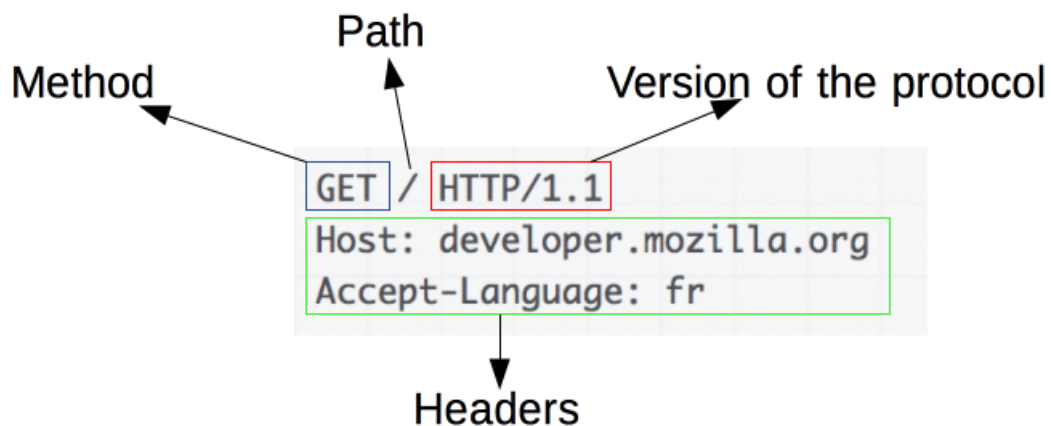 Path
Method
Version of the protocol
GET / HTTP/1.1
Host: developer.mozilla.org
Accept-Language: fr
Headers